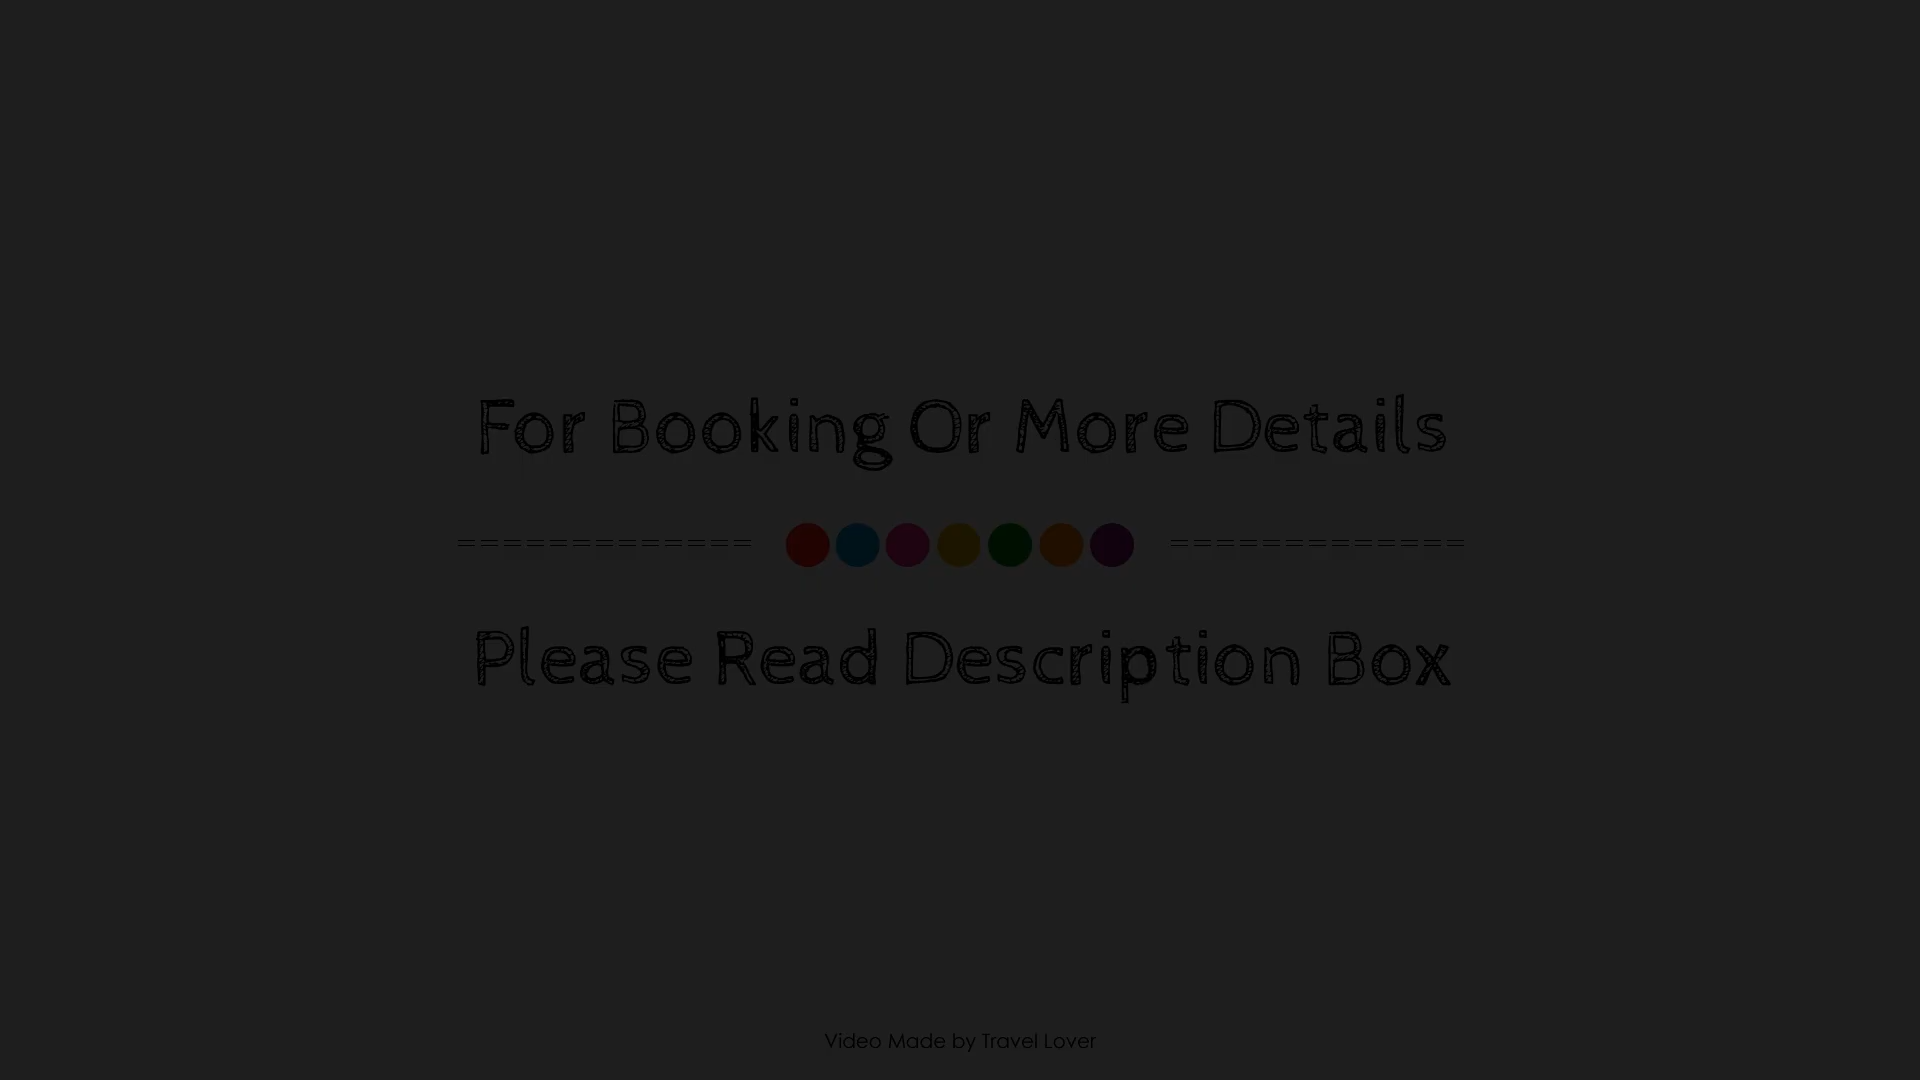 For Booking Or More Details
============= =============
Please Read Description Box
Video Made by Travel Lover